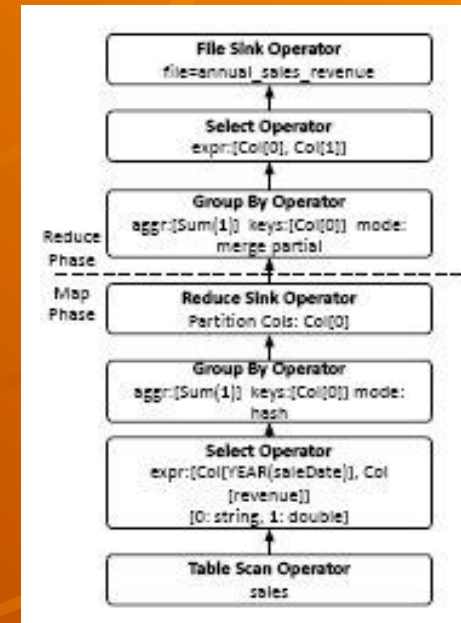 File Sink Operator
file=annual_sales_revenue
Select Operator
expr:[Col[0], Col[1]]
Group By Operator
aggr:[Sum(1)] keys:[Col[0]] mode:
merge partial
Reduce
Phase
Map
Phase
Reduce Sink Operator
Partition Cols: Col[0]
Group By Operator
aggr:[Sum(1)] keys:[Col[0]] mode:
hash
Select Operator
expr:[Col[YEAR(saleDate)], Col
[revenue]]
[0: string, 1: double]
Table Scan Operator
sales